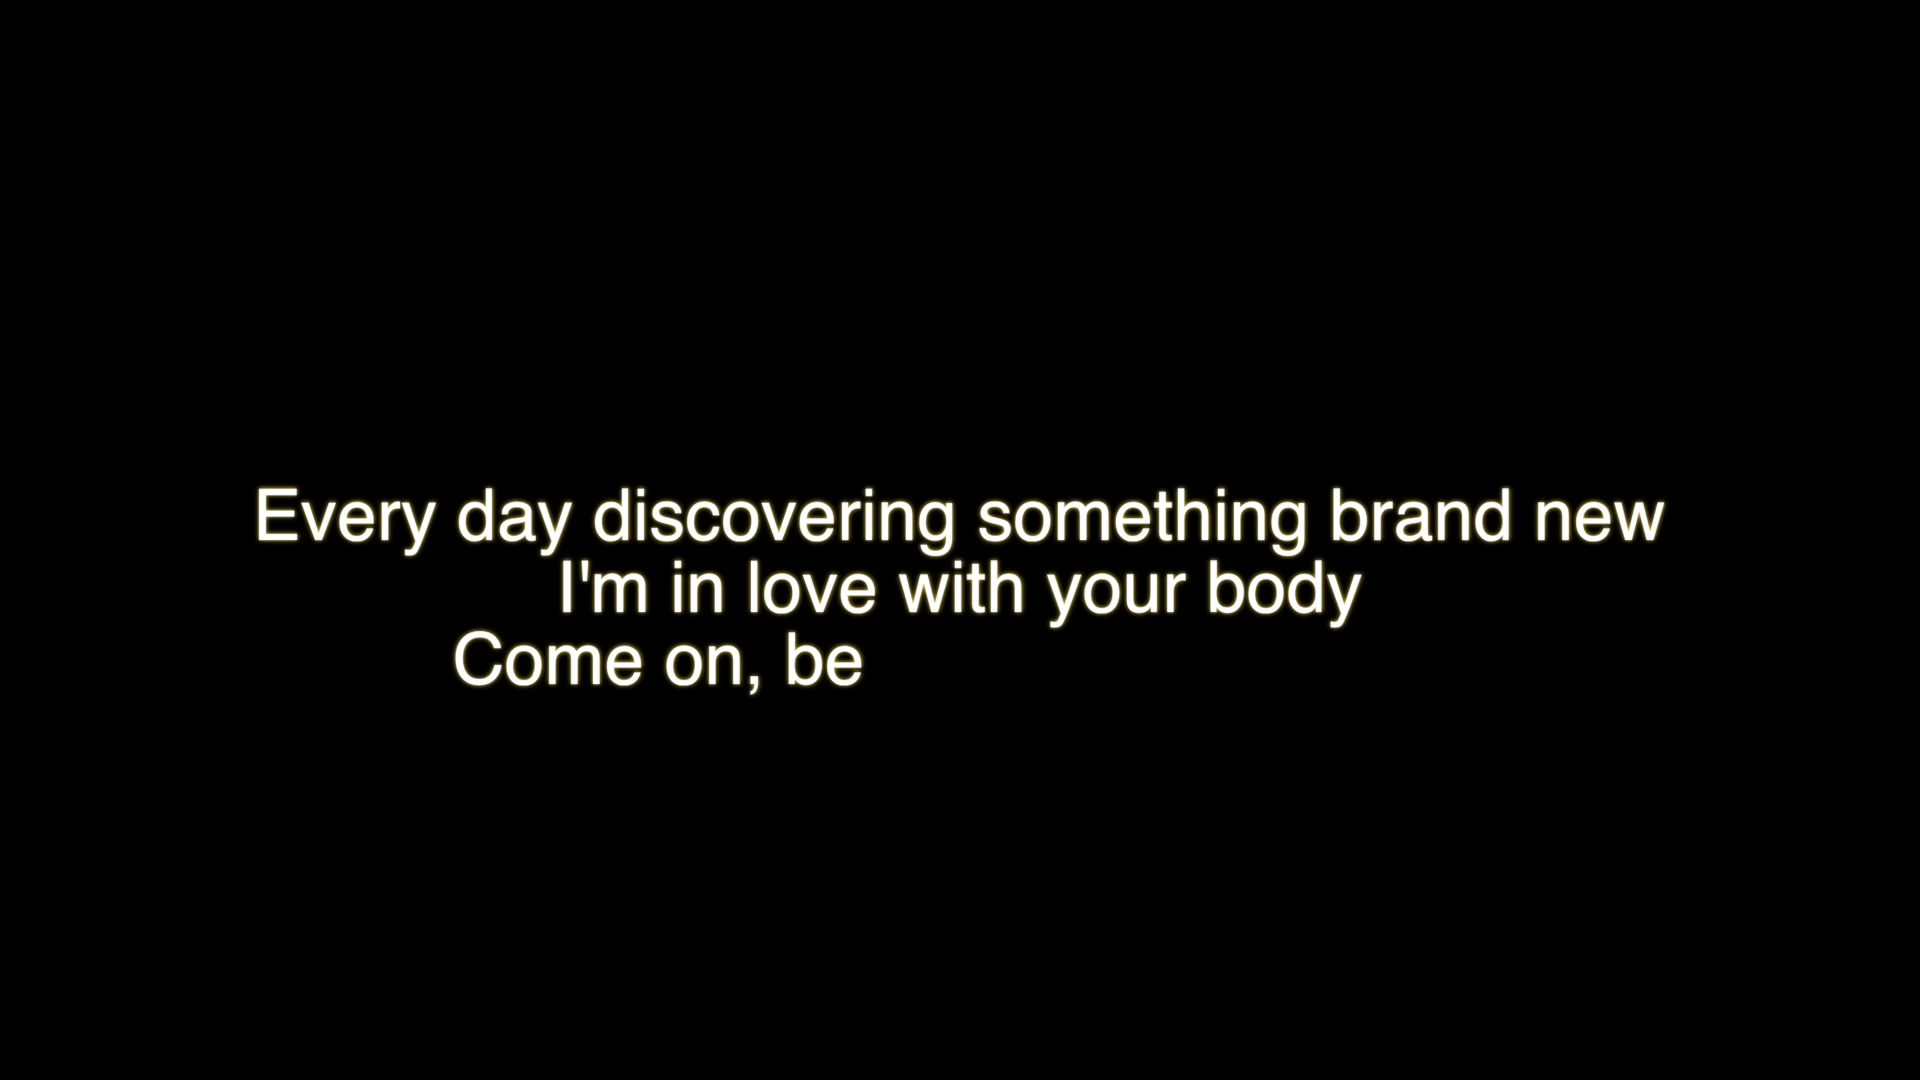 Every day discovering something brand new
I'm in love with your body
Come on, be